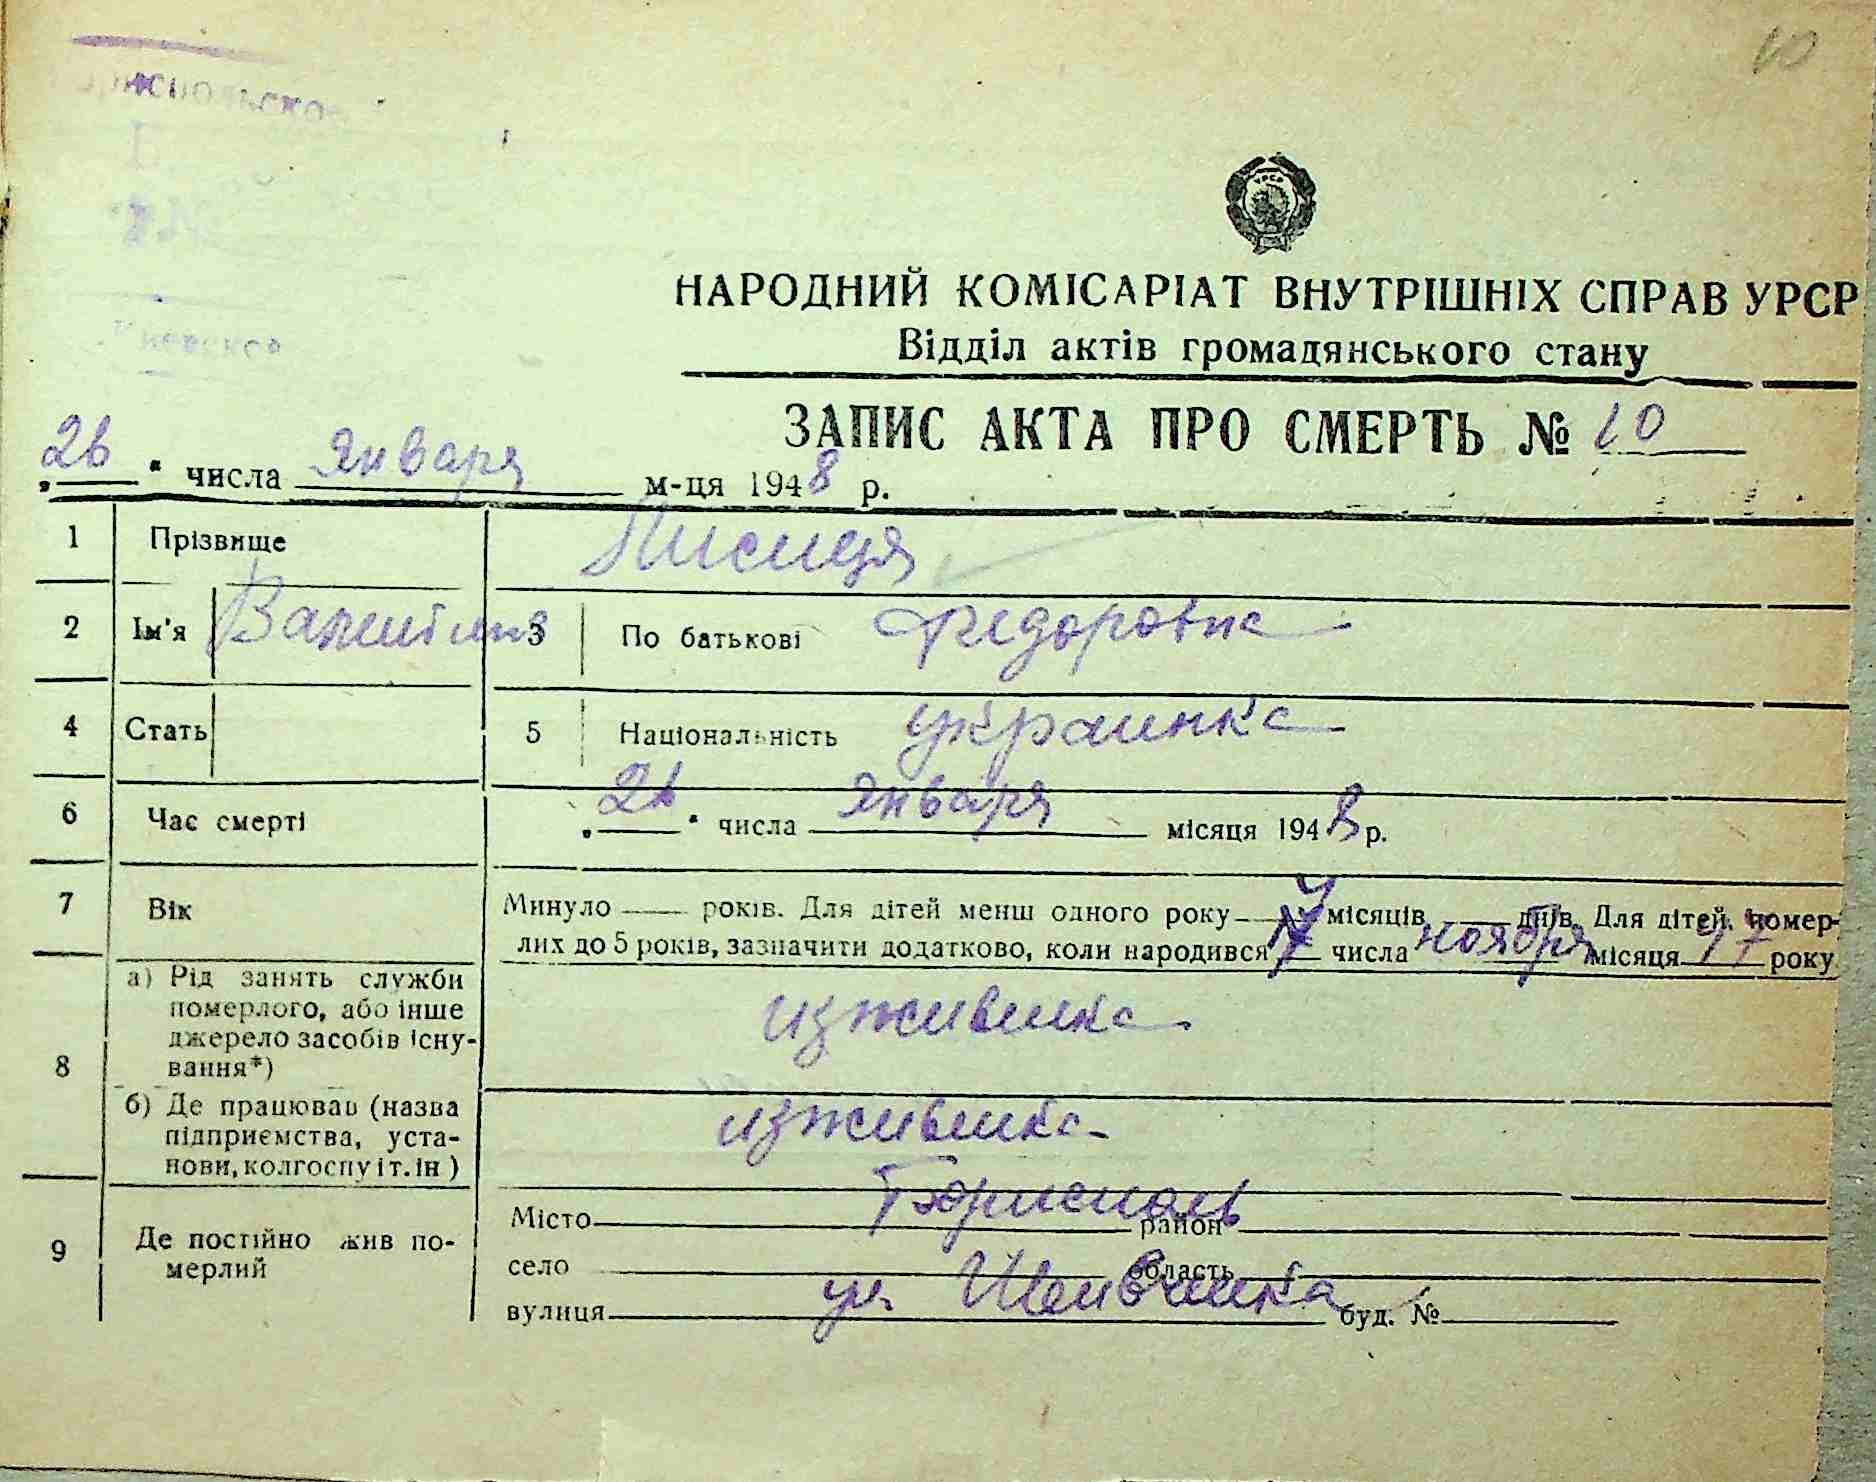 10
УРСР
НАРОДНИЙ КОМІСАРІАТ ВНУТРІШНІХ СПРАВ УРСР
Відділ актів громадянського стану
ЗАПИС АКТА ПРО СМЕРТЬ № 10
„26“ числа января м-ця 1948 р.
1 Прізвище Лисиця
2 Ім'я Валентина 3 По батькові Федоровна
4 Стать 5 Національність украинка
6 Час смерті „26“ числа января місяця 1948 р.
7 Вік Минуло — років. Для дітей менш одного року — місяців — днів. Для дітей, помер-
лих до 5 років, зазначити додатково, коли народився 7 числа ноября місяця 47 року
8 а) Рід занять служби
померлого, або інше
джерело засобів існу-
вання*) иждивенка
б) Де працював (назва
підприємства, уста-
нови, колгоспу і т. ін) иждивенка
9 Де постійно жив по-
мерлий
Місто Борисполь район
село область
вулиця ул. Шевченка буд. №